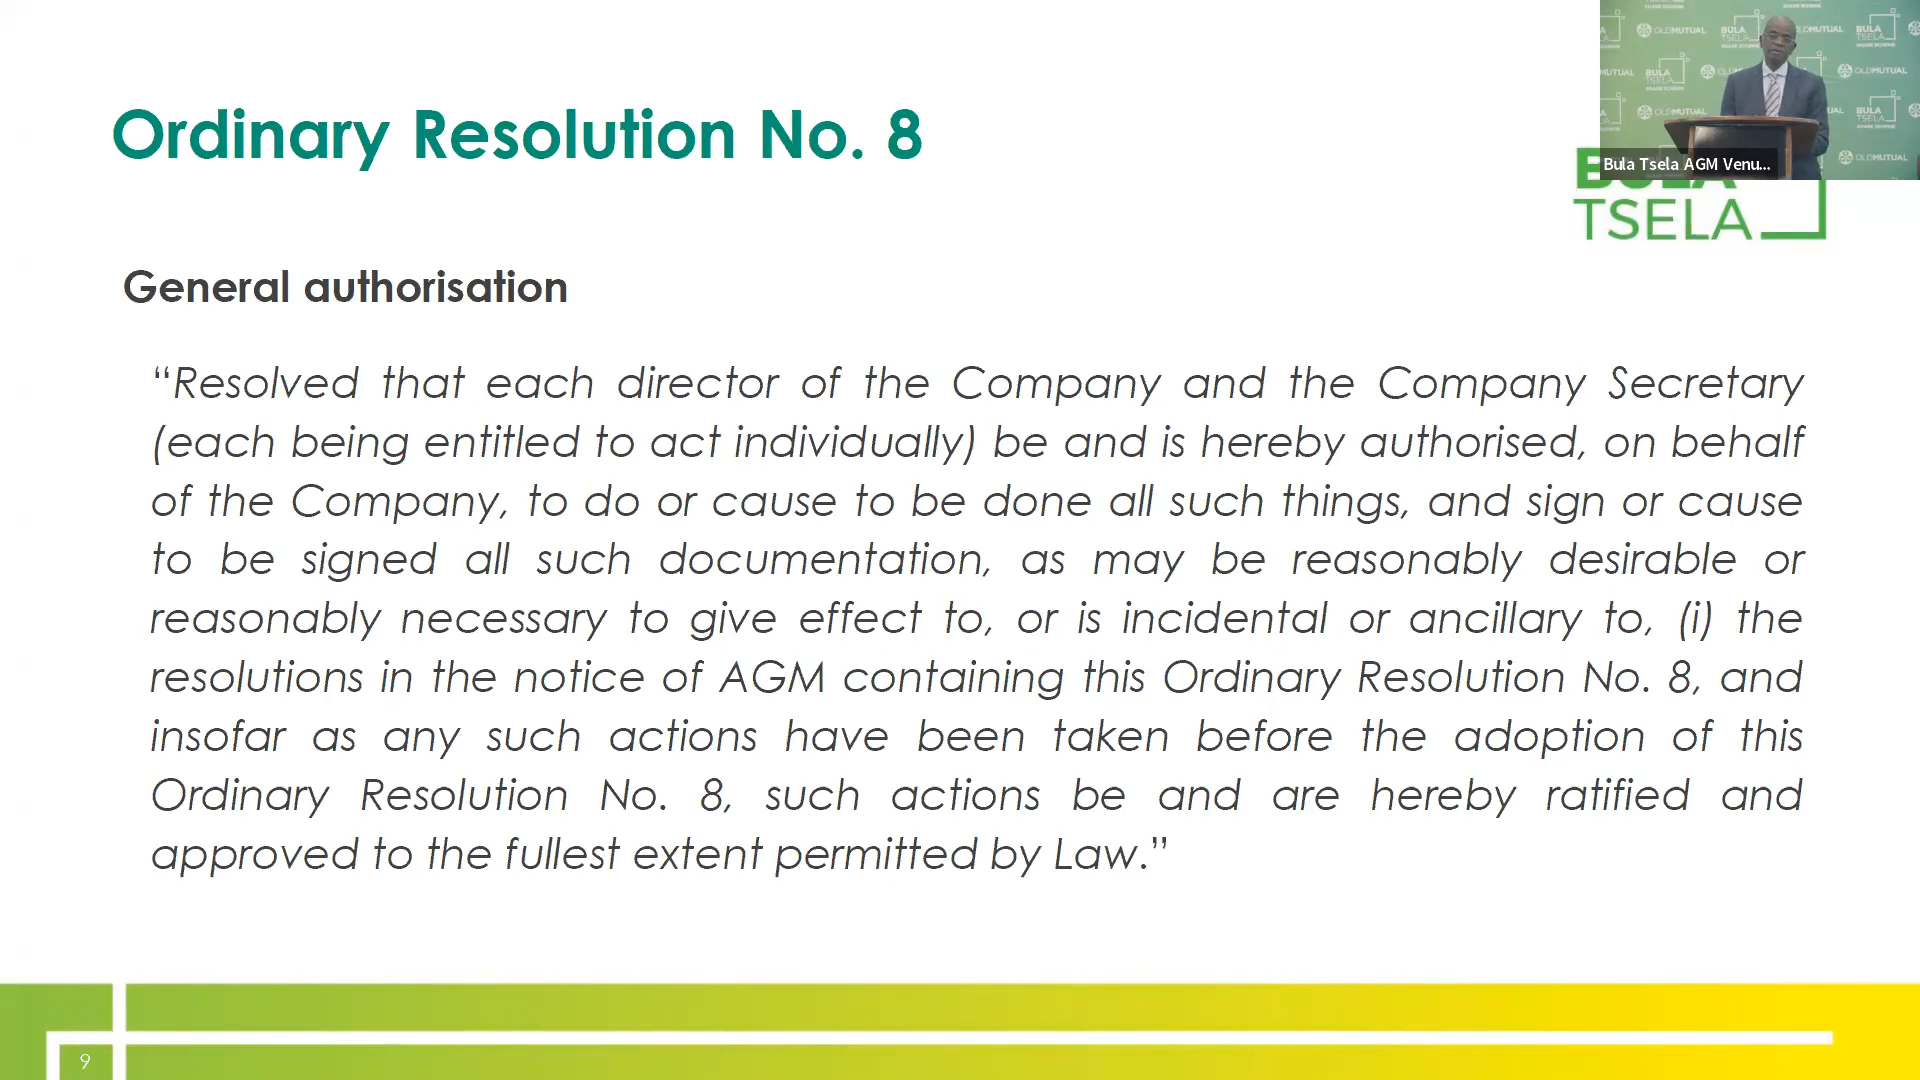 Ordinary Resolution No. 8
OLDMUTUAL
BULA
TSELA
Bula Tsela AGM Venu...
TSELA
General authorisation
“Resolved that each director of the Company and the Company Secretary
(each being entitled to act individually) be and is hereby authorised, on behalf
of the Company, to do or cause to be done all such things, and sign or cause
to be signed all such documentation, as may be reasonably desirable or
reasonably necessary to give effect to, or is incidental or ancillary to, (i) the
resolutions in the notice of AGM containing this Ordinary Resolution No. 8, and
insofar as any such actions have been taken before the adoption of this
Ordinary Resolution No. 8, such actions be and are hereby ratified and
approved to the fullest extent permitted by Law.”
9